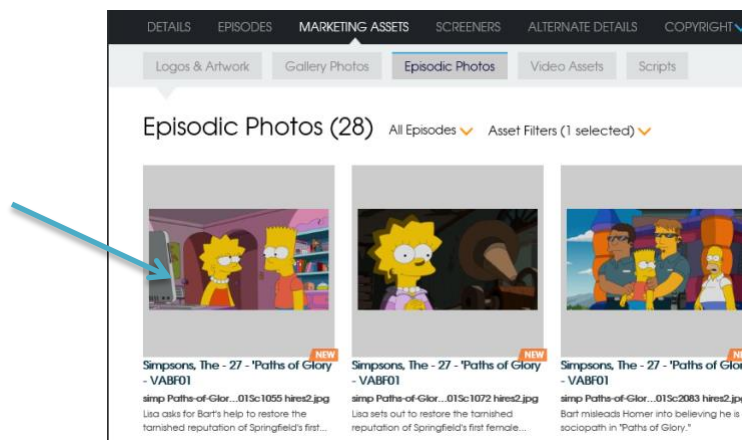 DETAILS EPISODES MARKETING ASSETS SCREENERS ALTERNATE DETAILS COPYRIGHT
Logos & Artwork Gallery Photos Episodic Photos Video Assets Scripts
Episodic Photos (28) All Episodes Asset Filters (1 selected)
NEW NEW NEW
Simpsons, The - 27 - 'Paths of Glory - VABF01
simp Paths-of-Glor...01Sc1055 hires2.jpg
Lisa asks for Bart's help to restore the
tarnished reputation of Springfield's first...
Simpsons, The - 27 - 'Paths of Glory - VABF01
simp Paths-of-Glor...01Sc1072 hires2.jpg
Lisa sets out to restore the tarnished
reputation of Springfield's first female...
Simpsons, The - 27 - 'Paths of Glor
- VABF01
simp Paths-of-Glor...01Sc2083 hires2.jpg
Bart misleads Homer into believing he is
sociopath in "Paths of Glory."